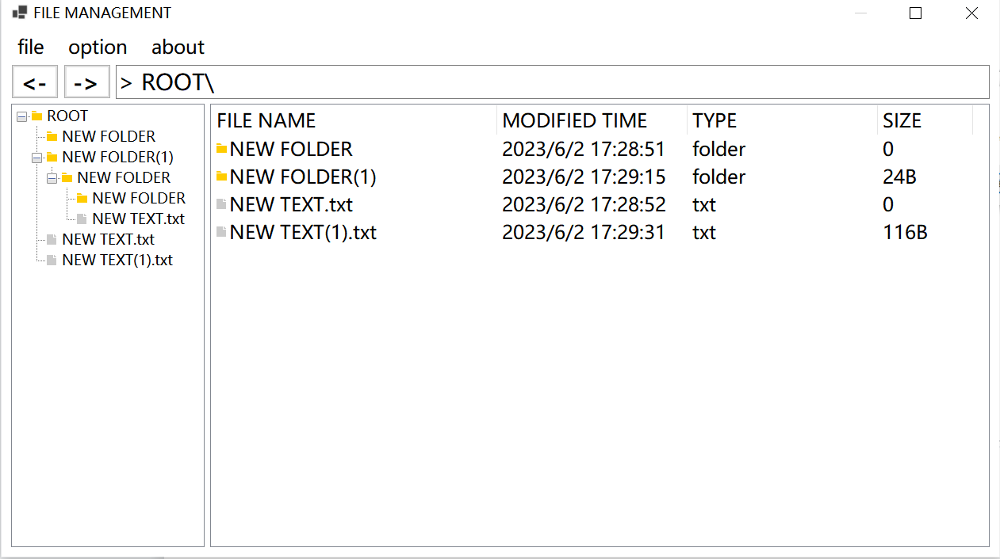 FILE MANAGEMENT
file option about
<- -> > ROOT\
ROOT
NEW FOLDER
NEW FOLDER(1)
NEW FOLDER
NEW FOLDER
NEW TEXT.txt
NEW TEXT.txt
NEW TEXT(1).txt
FILE NAME MODIFIED TIME TYPE SIZE
NEW FOLDER 2023/6/2 17:28:51 folder 0
NEW FOLDER(1) 2023/6/2 17:29:15 folder 24B
NEW TEXT.txt 2023/6/2 17:28:52 txt 0
NEW TEXT(1).txt 2023/6/2 17:29:31 txt 116B